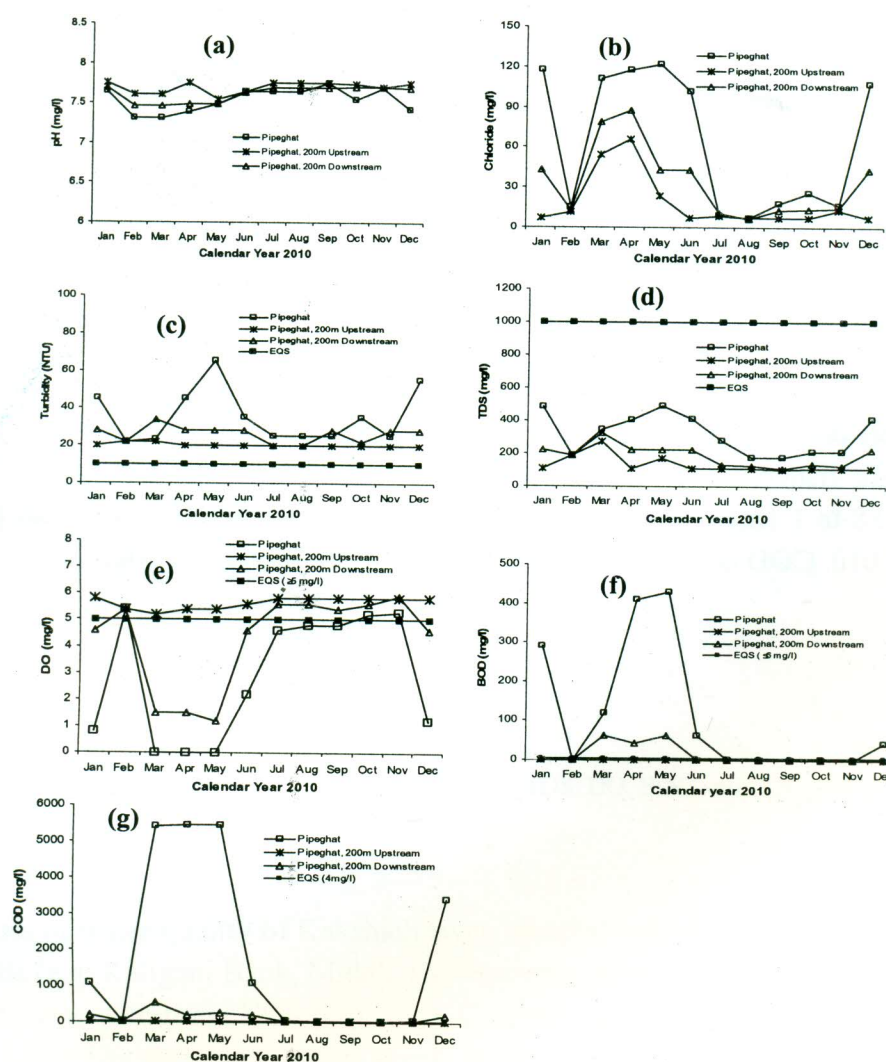 (a)
pH (mg/l)
8.5
8
7.5
7
6.5
6
Pipeghat
Pipeghat, 200m Upstream
Pipeghat, 200m Downstream
Jan Feb Mar Apr May Jun Jul Aug Sep Oct Nov Dec
Calendar Year 2010
(b)
Chloride (mg/l)
150
120
90
60
30
0
Pipeghat
Pipeghat, 200m Upstream
Pipeghat, 200m Downstream
Jan Feb Mar Apr May Jun Jul Aug Sep Oct Nov Dec
Calendar Year 2010
(c)
Turbidity (NTU)
100
80
60
40
20
0
Pipeghat
Pipeghat, 200m Upstream
Pipeghat, 200m Downstream
EQS
Jan Feb Mar Apr May Jun Jul Aug Sep Oct Nov Dec
Calendar Year 2010
(d)
TDS (mg/l)
1200
1000
800
600
400
200
0
Pipeghat
Pipeghat, 200m Upstream
Pipeghat, 200m Downstream
EQS
Jan Feb Mar Apr May Jun Jul Aug Sep Oct Nov Dec
Calendar Year 2010
(e)
DO (mg/l)
8
7
6
5
4
3
2
1
0
Pipeghat
Pipeghat, 200m Upstream
Pipeghat, 200m Downstream
EQS ( mg/l)
Jan Feb Mar Apr May Jun Jul Aug Sep Oct Nov Dec
Calendar Year 2010
(f)
BOD (mg/l)
500
400
300
200
100
0
Pipeghat
Pipeghat, 200m Upstream
Pipeghat, 200m Downstream
EQS ( mg/l)
Jan Feb Mar Apr May Jun Jul Aug Sep Oct Nov Dec
Calendar year 2010
(g)
COD (mg/l)
6000
5000
4000
3000
2000
1000
0
Pipeghat
Pipeghat, 200m Upstream
Pipeghat, 200m Downstream
EQS (4mg/l)
Jan Feb Mar Apr May Jun Jul Aug Sep Oct Nov Dec
Calendar Year 2010